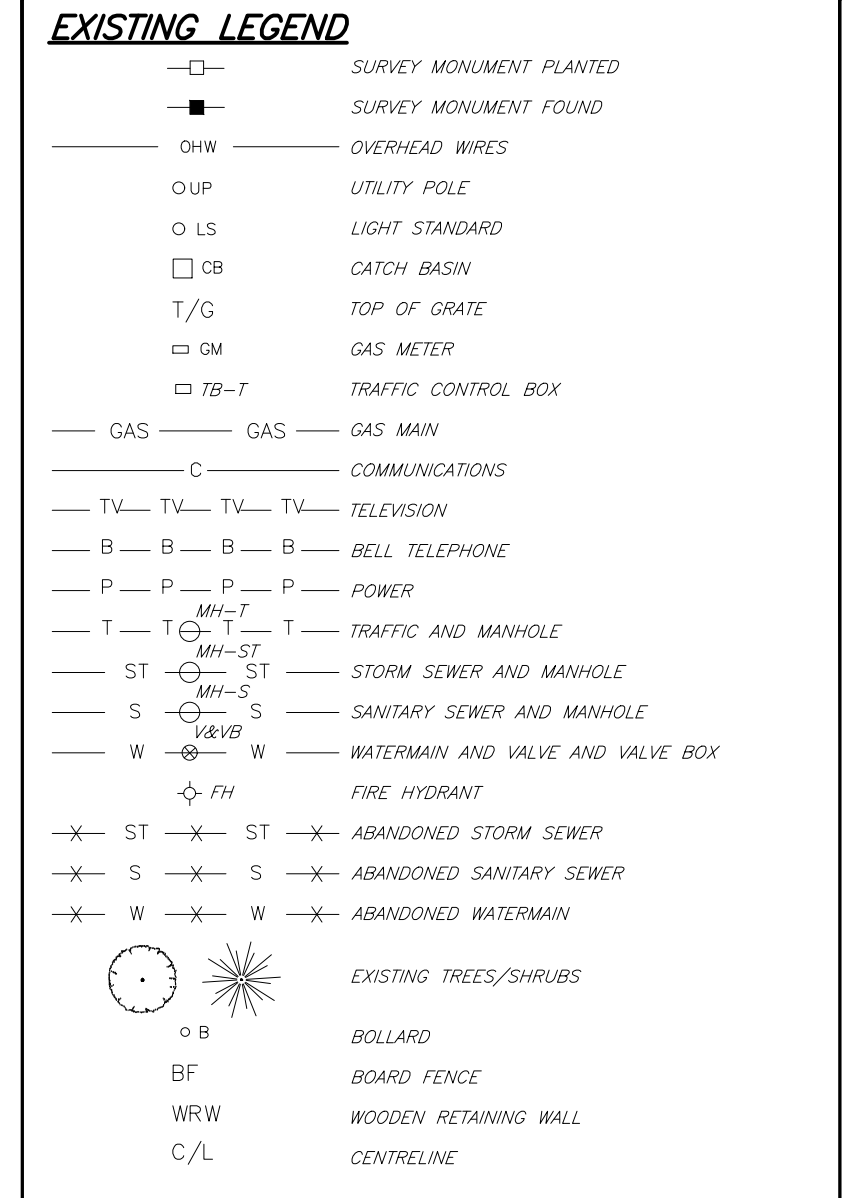 EXISTING LEGEND
SURVEY MONUMENT PLANTED
SURVEY MONUMENT FOUND
OHW OVERHEAD WIRES
UP UTILITY POLE
LS LIGHT STANDARD
CB CATCH BASIN
T/G TOP OF GRATE
GM GAS METER
TB-T TRAFFIC CONTROL BOX
GAS GAS GAS MAIN
C COMMUNICATIONS
TV TV TV TV TELEVISION
B B B B BELL TELEPHONE
P P P P POWER
MH-T
T T T T TRAFFIC AND MANHOLE
MH-ST
ST ST STORM SEWER AND MANHOLE
MH-S
S S SANITARY SEWER AND MANHOLE
V&VB
W W WATERMAIN AND VALVE AND VALVE BOX
FH FIRE HYDRANT
ST ST ABANDONED STORM SEWER
S S ABANDONED SANITARY SEWER
W W ABANDONED WATERMAIN
EXISTING TREES/SHRUBS
B BOLLARD
BF BOARD FENCE
WRW WOODEN RETAINING WALL
C/L CENTRELINE